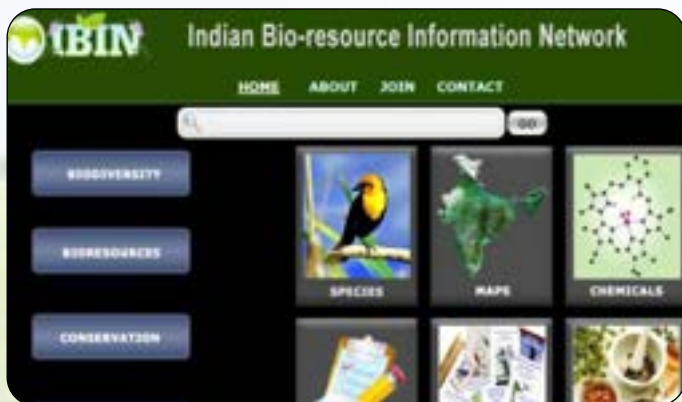 IBIN
Indian Bio-resource Information Network
HOME ABOUT JOIN CONTACT
GO
BIODIVERSITY
BIORESOURCES
CONSERVATION
SPECIES MAPS CHEMICALS